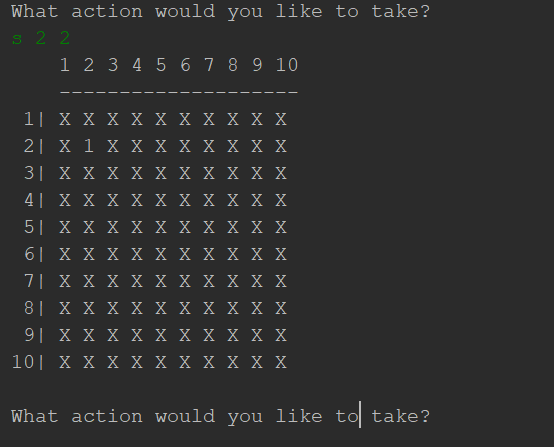 What action would you like to take?
s 2 2
    1 2 3 4 5 6 7 8 9 10
    --------------------
 1| X X X X X X X X X X
 2| X 1 X X X X X X X X
 3| X X X X X X X X X X
 4| X X X X X X X X X X
 5| X X X X X X X X X X
 6| X X X X X X X X X X
 7| X X X X X X X X X X
 8| X X X X X X X X X X
 9| X X X X X X X X X X
10| X X X X X X X X X X
What action would you like to take?